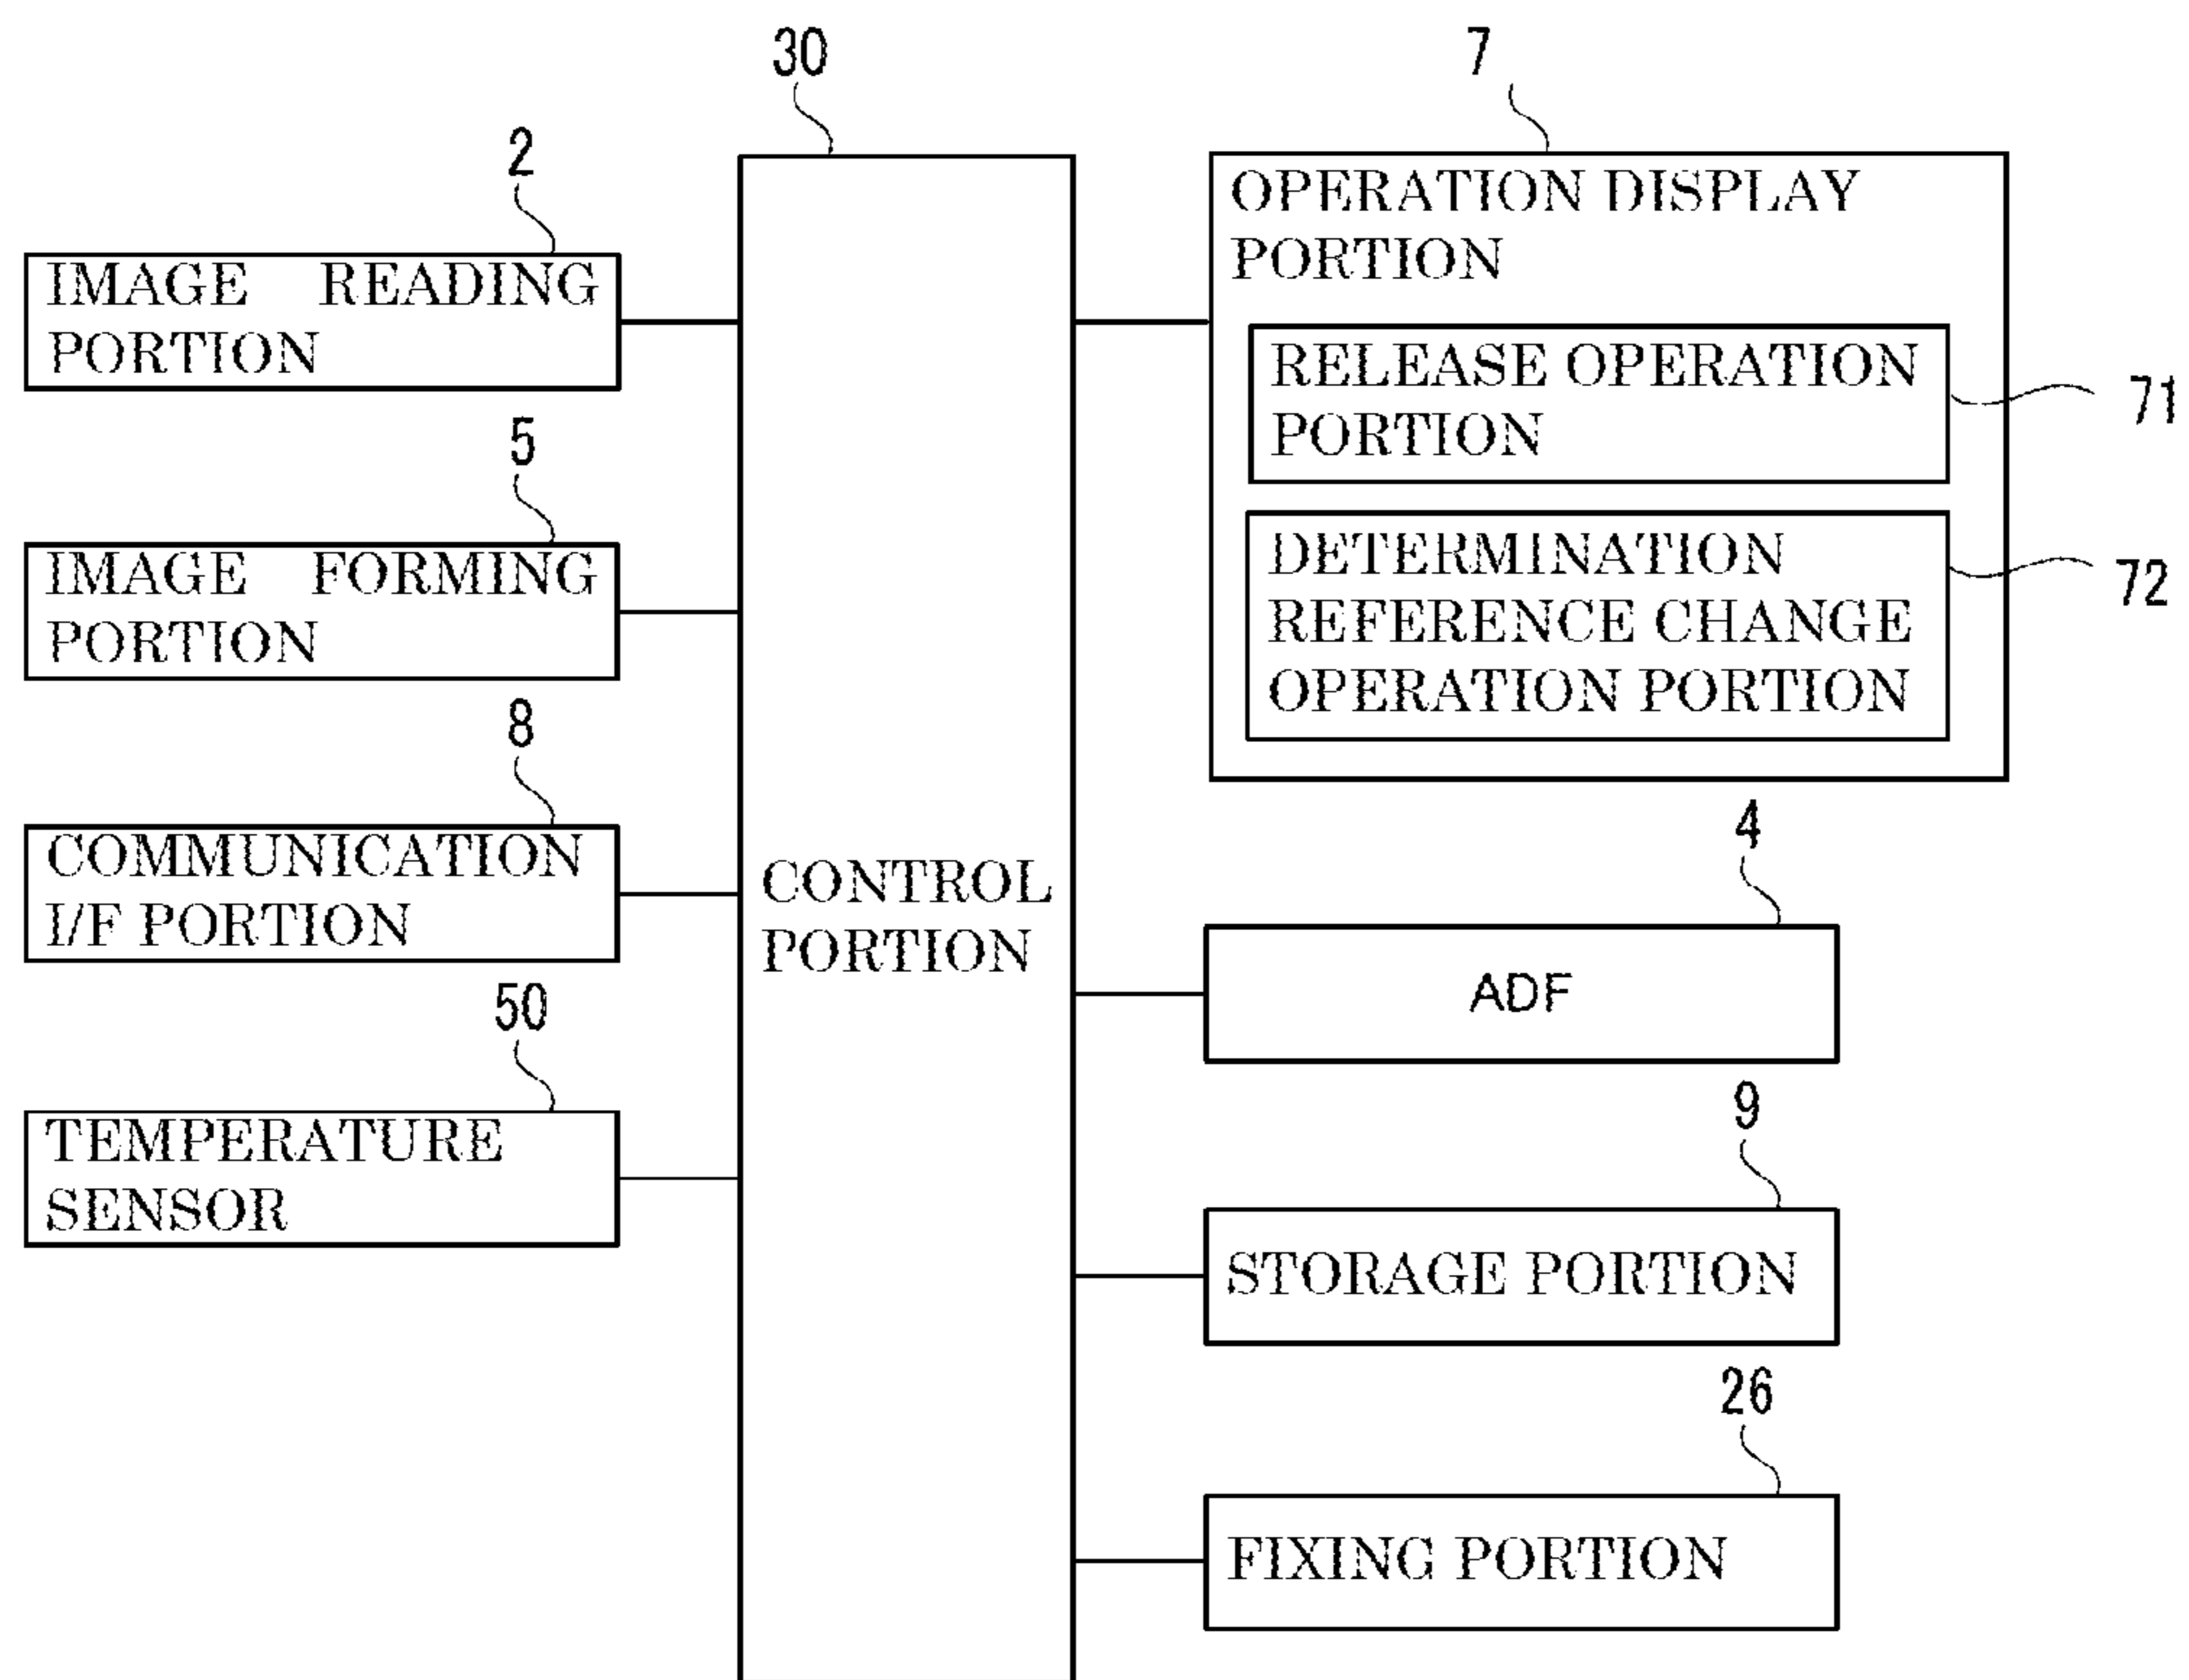 30
7
2
IMAGE READING
PORTION
5
IMAGE FORMING
PORTION
8
COMMUNICATION
I/F PORTION
50
TEMPERATURE
SENSOR
CONTROL
PORTION
OPERATION DISPLAY
PORTION
RELEASE OPERATION
PORTION
71
DETERMINATION
REFERENCE CHANGE
OPERATION PORTION
72
4
ADF
9
STORAGE PORTION
26
FIXING PORTION